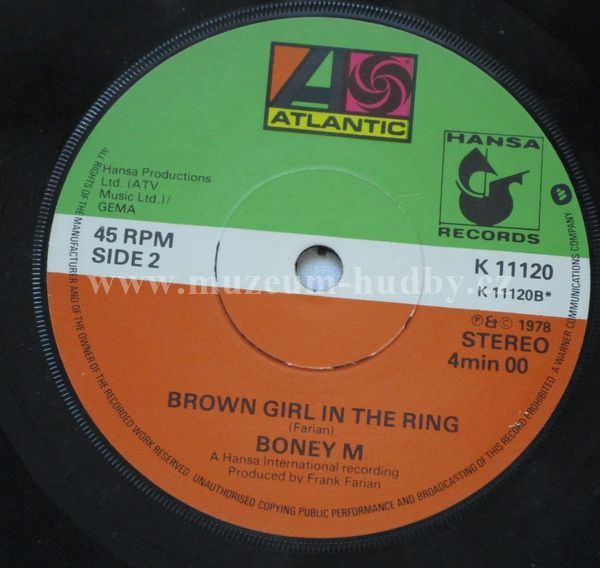 ATLANTIC
HANSA
RECORDS
Hansa Productions
Ltd. (ATV
Music Ltd.)/
GEMA
45 RPM
SIDE 2
K 11120
K 11120B*
℗&© 1978
STEREO
4min 00
www.muzeum-hudby.cz
BROWN GIRL IN THE RING
(Farian)
BONEY M
A Hansa International recording
Produced by Frank Farian
ALL RIGHTS OF THE MANUFACTURER AND OF THE OWNER OF THE RECORDED WORK RESERVED. UNAUTHORISED COPYING PUBLIC PERFORMANCE AND BROADCASTING OF THIS RECORD PROHIBITED. A WARNER COMMUNICATIONS COMPANY